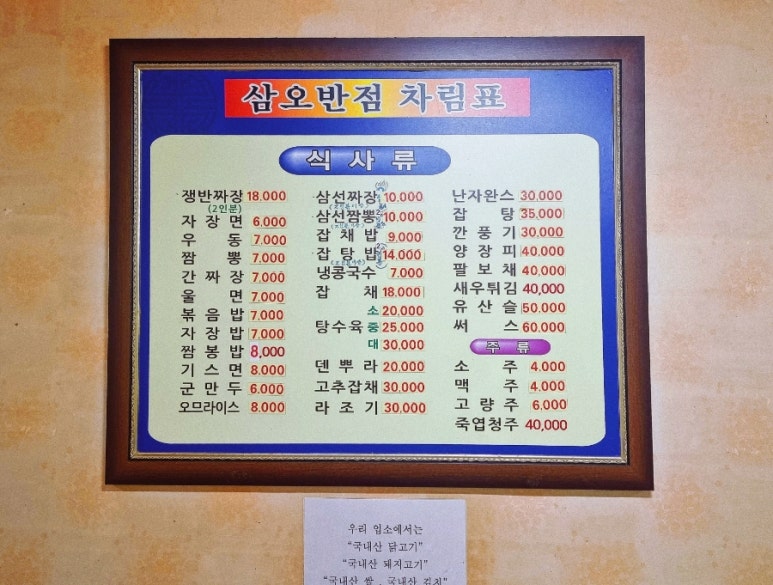 삼오반점 차림표
식사류
쟁반짜장 18.000
(2인분)
자장면 6.000
우동 7.000
짬뽕 7.000
간짜장 7.000
울면 7.000
볶음밥 7.000
자장밥 7.000
짬봉밥 8,000
기스면 8.000
군만두 6.000
오므라이스 8.000
삼선짜장 10.000
삼선짬뽕 10.000
잡채밥 9.000
잡탕밥 14.000
냉콩국수 7.000
잡채 18.000
소 20,000
탕수육 중 25.000
대 30.000
덴뿌라 20.000
고추잡채 30.000
라조기 30,000
난자완스 30.000
잡탕 35,000
깐풍기 30,000
양장피 40,000
팔보채 40,000
새우튀김 40,000
유산슬 50.000
써스 60.000
주류
소주 4.000
맥주 4.000
고량주 6.000
죽엽청주 40,000
우리 업소에서는
"국내산 닭고기"
"국내산 돼지고기"
"국내산 쌀 , 국내산 김치"